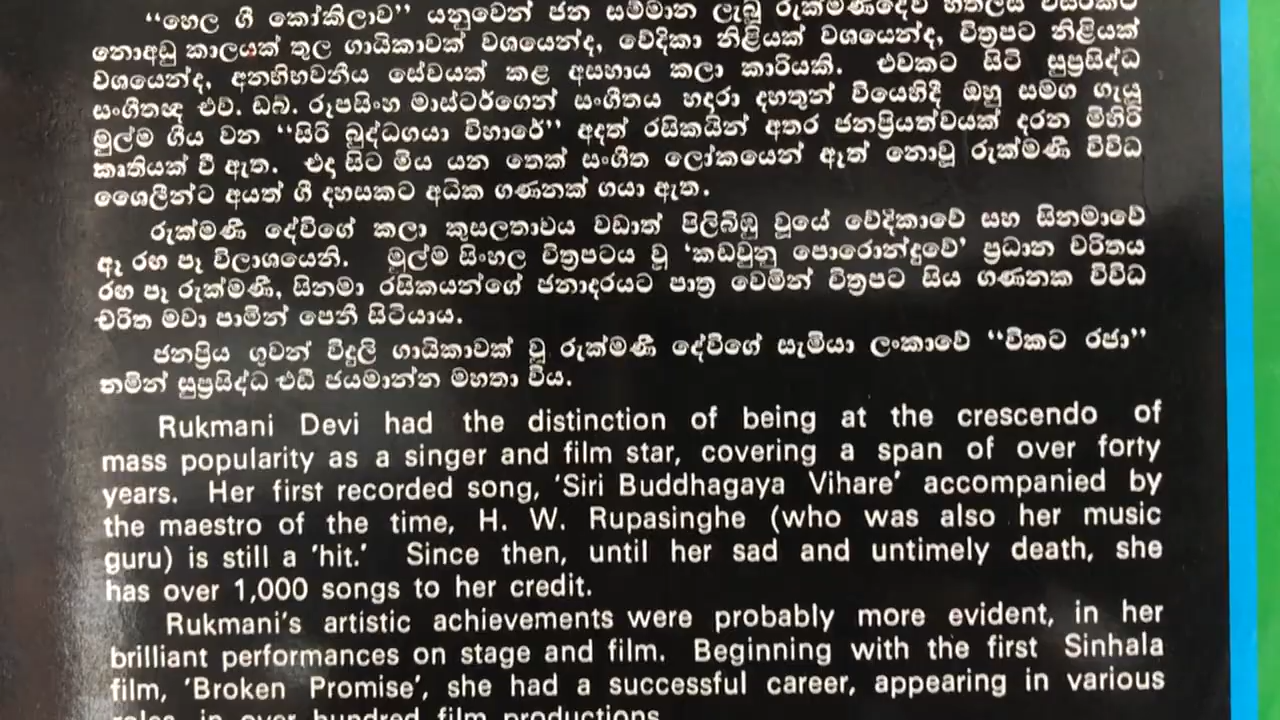 “හෙල ගී කෝකිලාව” යනුවෙන් ජන සම්මාන ලැබූ රුක්මණිදේවි
නොඅඩු කාලයක් තුල ගායිකාවක් වශයෙන්ද, වේදිකා නිළියක් වශයෙන්ද, චිත්‍රපට නිළියක්
වශයෙන්ද, අනභිභවනීය සේවයක් කළ අසහාය කලා කාරියකි. එවකට සිටි සුප්‍රසිද්ධ
සංගීතඥ එච්. ඩබ්. රූපසිංහ මාස්ටර්ගෙන් සංගීතය හදාරා දහතුන් වියෙහිදී ඔහු සමග ගැයූ
මුල්ම ගීය වන “සිරි බුද්ධගයා විහාරේ” අදත් රසිකයින් අතර ජනප්‍රියත්වයක් දරන මිහිරි
කෘතියක් වී ඇත. එදා සිට මිය යන තෙක් සංගීත ලෝකයෙන් ඈත් නොවූ රුක්මණී විවිධ
ශෛලීන්ට අයත් ගී දහසකට අධික ගණනක් ගයා ඇත.
රුක්මණී දේවිගේ කලා කුසලතාවය වඩාත් පිලිබිඹු වූයේ වේදිකාවේ සහ සිනමාවේ
ඈ රඟ පෑ විලාශයෙනි. මුල්ම සිංහල චිත්‍රපටය වූ ‘කඩවුනු පොරොන්දුවේ’ ප්‍රධාන චරිතය
රඟ පෑ රුක්මණී, සිනමා රසිකයන්ගේ ජනාදරයට පාත්‍ර වෙමින් චිත්‍රපට සිය ගණනක විවිධ
චරිත මවා පාමින් පෙනී සිටියාය.
ජනප්‍රිය ගුවන් විදුලි ගායිකාවක් වූ රුක්මණී දේවිගේ සැමියා ලංකාවේ “විකට රජා”
නමින් සුප්‍රසිද්ධ එඩී ජයමාන්න මහතා විය.
Rukmani Devi had the distinction of being at the crescendo of
mass popularity as a singer and film star, covering a span of over forty
years. Her first recorded song, ‘Siri Buddhagaya Vihare’ accompanied by
the maestro of the time, H. W. Rupasinghe (who was also her music
guru) is still a ‘hit.’ Since then, until her sad and untimely death, she
has over 1,000 songs to her credit.
Rukmani’s artistic achievements were probably more evident, in her
brilliant performances on stage and film. Beginning with the first Sinhala
film, ‘Broken Promise’, she had a successful career, appearing in various
roles, in over hundred film productions.